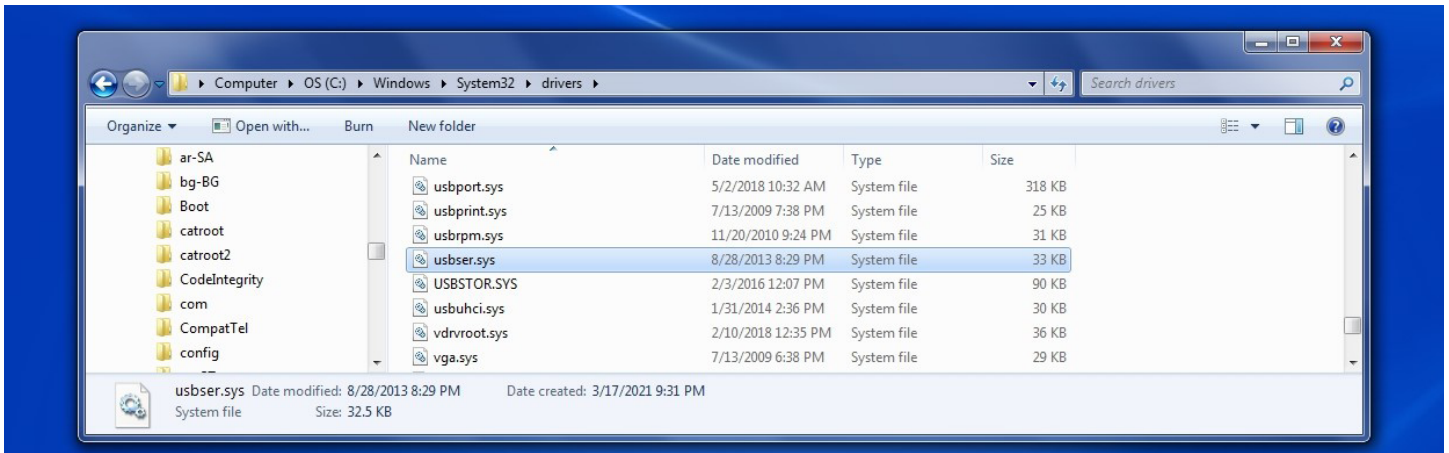 Computer ▸ OS (C:) ▸ Windows ▸ System32 ▸ drivers ▸ Search drivers
Organize Open with... Burn New folder
ar-SA
bg-BG
Boot
catroot
catroot2
CodeIntegrity
com
CompatTel
config
Name Date modified Type Size
usbport.sys 5/2/2018 10:32 AM System file 318 KB
usbprint.sys 7/13/2009 7:38 PM System file 25 KB
usbrpm.sys 11/20/2010 9:24 PM System file 31 KB
usbser.sys 8/28/2013 8:29 PM System file 33 KB
USBSTOR.SYS 2/3/2016 12:07 PM System file 90 KB
usbuhci.sys 1/31/2014 2:36 PM System file 30 KB
vdrvroot.sys 2/10/2018 12:35 PM System file 36 KB
vga.sys 7/13/2009 6:38 PM System file 29 KB
usbser.sys Date modified: 8/28/2013 8:29 PM Date created: 3/17/2021 9:31 PM
System file Size: 32.5 KB